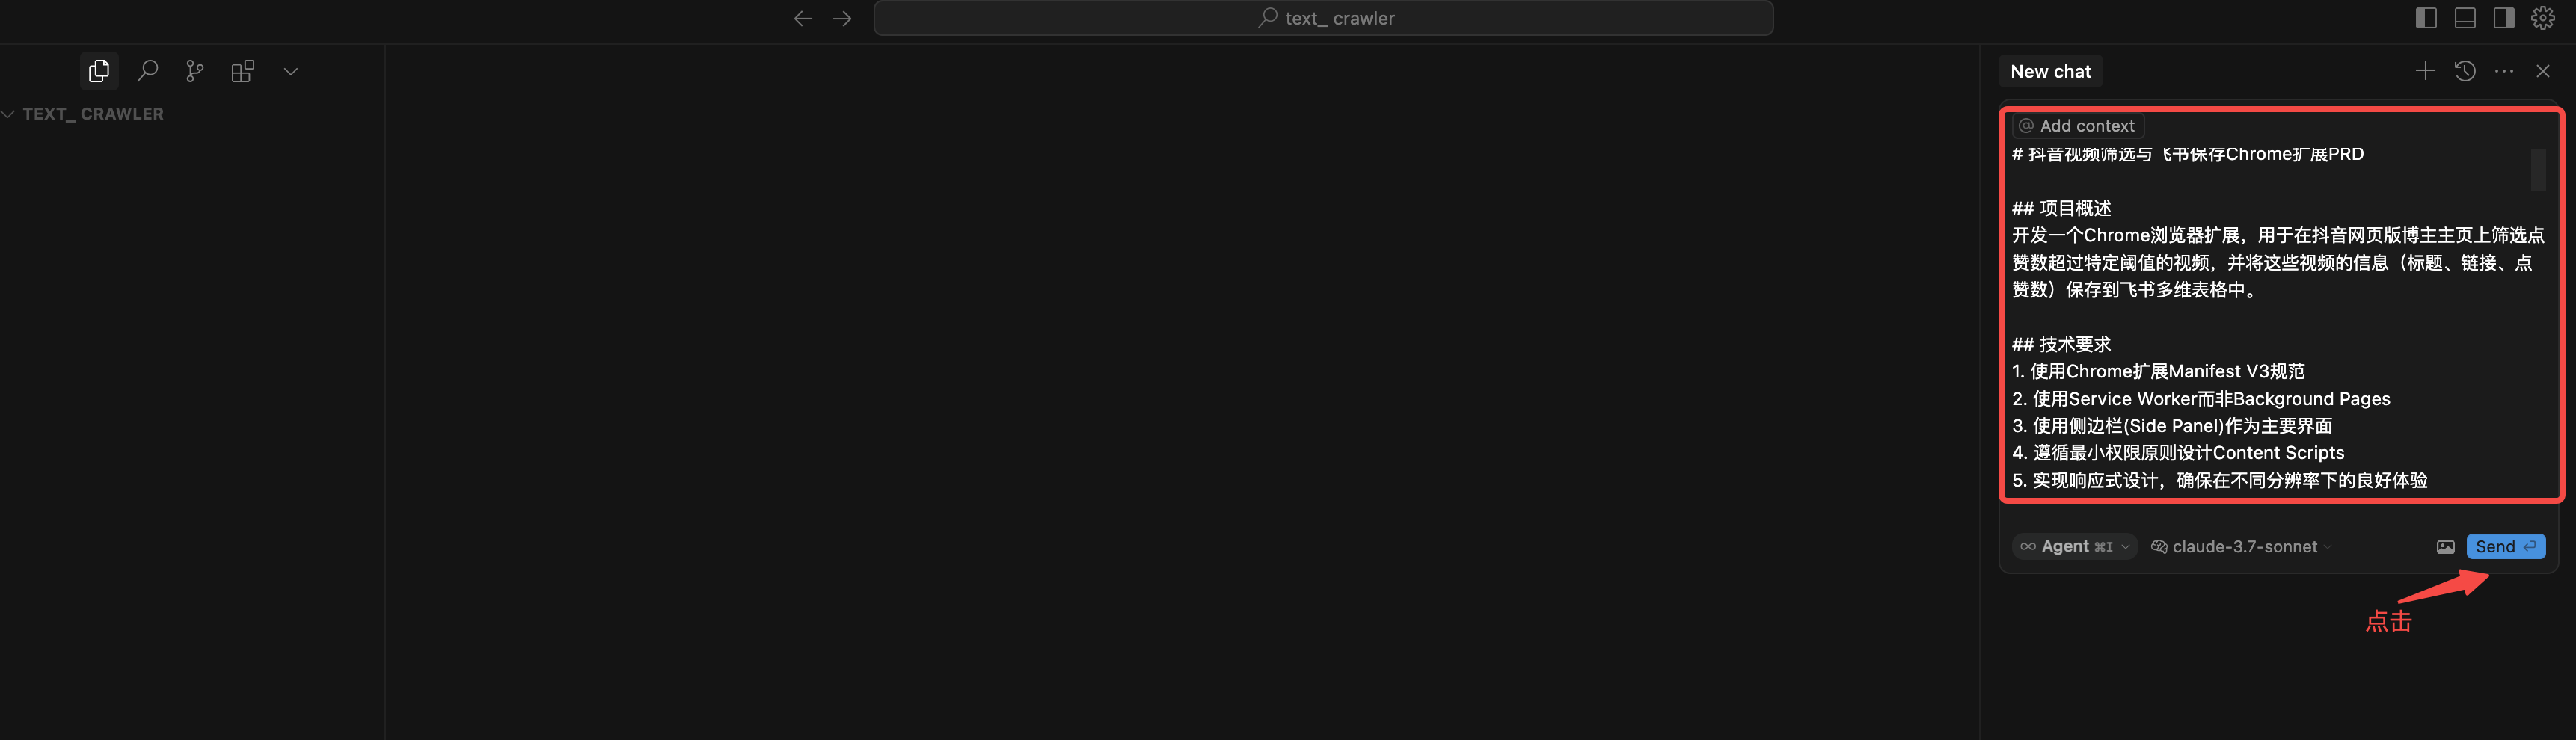 text_ crawler
TEXT_ CRAWLER
New chat
@ Add context
# 抖音视频筛选与飞书保存Chrome扩展PRD
## 项目概述
开发一个Chrome浏览器扩展，用于在抖音网页版博主主页上筛选点
赞数超过特定阈值的视频，并将这些视频的信息（标题、链接、点
赞数）保存到飞书多维表格中。
## 技术要求
1. 使用Chrome扩展Manifest V3规范
2. 使用Service Worker而非Background Pages
3. 使用侧边栏(Side Panel)作为主要界面
4. 遵循最小权限原则设计Content Scripts
5. 实现响应式设计，确保在不同分辨率下的良好体验
∞ Agent ⌘I claude-3.7-sonnet Send ⏎
点击